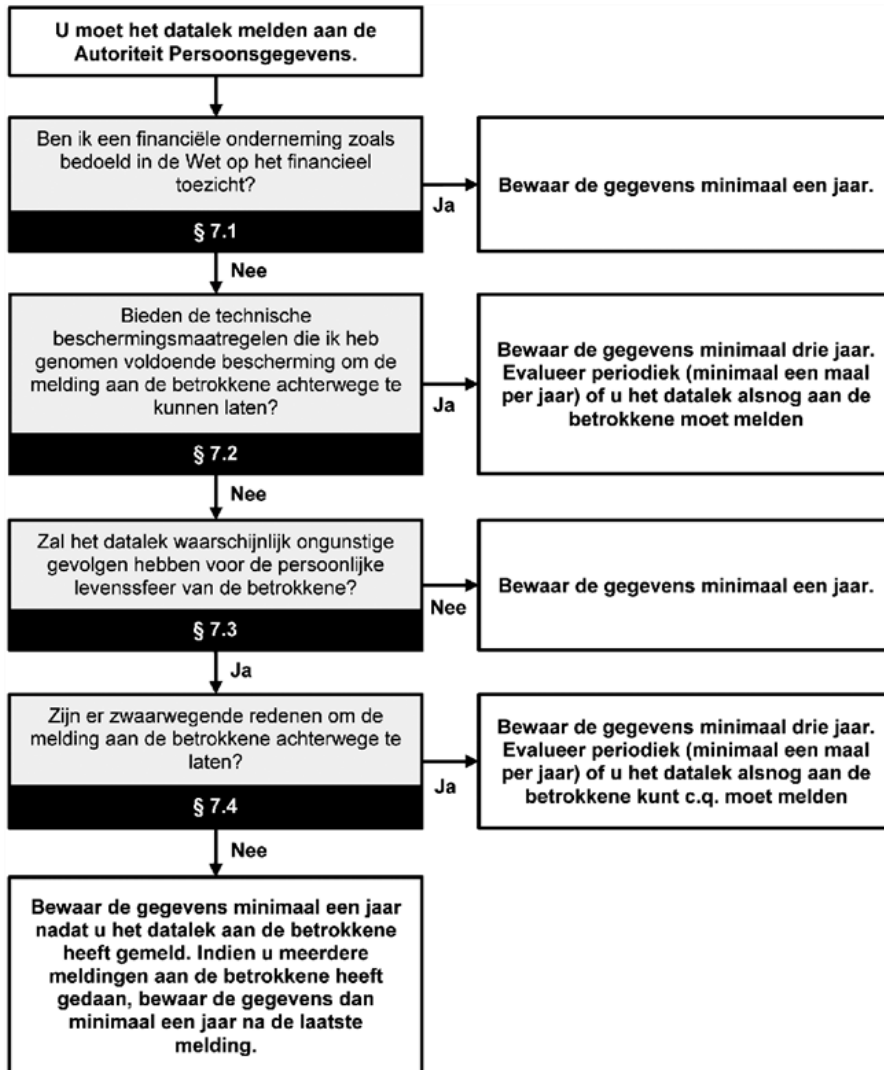 U moet het datalek melden aan de
Autoriteit Persoonsgegevens.
Ben ik een financiële onderneming zoals
bedoeld in de Wet op het financieel
toezicht?
§ 7.1
Ja
Bewaar de gegevens minimaal een jaar.
Nee
Bieden de technische
beschermingsmaatregelen die ik heb
genomen voldoende bescherming om de
melding aan de betrokkene achterwege te
kunnen laten?
§ 7.2
Ja
Bewaar de gegevens minimaal drie jaar.
Evalueer periodiek (minimaal een maal
per jaar) of u het datalek alsnog aan de
betrokkene moet melden
Nee
Zal het datalek waarschijnlijk ongunstige
gevolgen hebben voor de persoonlijke
levenssfeer van de betrokkene?
§ 7.3
Nee
Bewaar de gegevens minimaal een jaar.
Ja
Zijn er zwaarwegende redenen om de
melding aan de betrokkene achterwege te
laten?
§ 7.4
Ja
Bewaar de gegevens minimaal drie jaar.
Evalueer periodiek (minimaal een maal
per jaar) of u het datalek alsnog aan de
betrokkene kunt c.q. moet melden
Nee
Bewaar de gegevens minimaal een jaar
nadat u het datalek aan de betrokkene
heeft gemeld. Indien u meerdere
meldingen aan de betrokkene heeft
gedaan, bewaar de gegevens dan
minimaal een jaar na de laatste
melding.